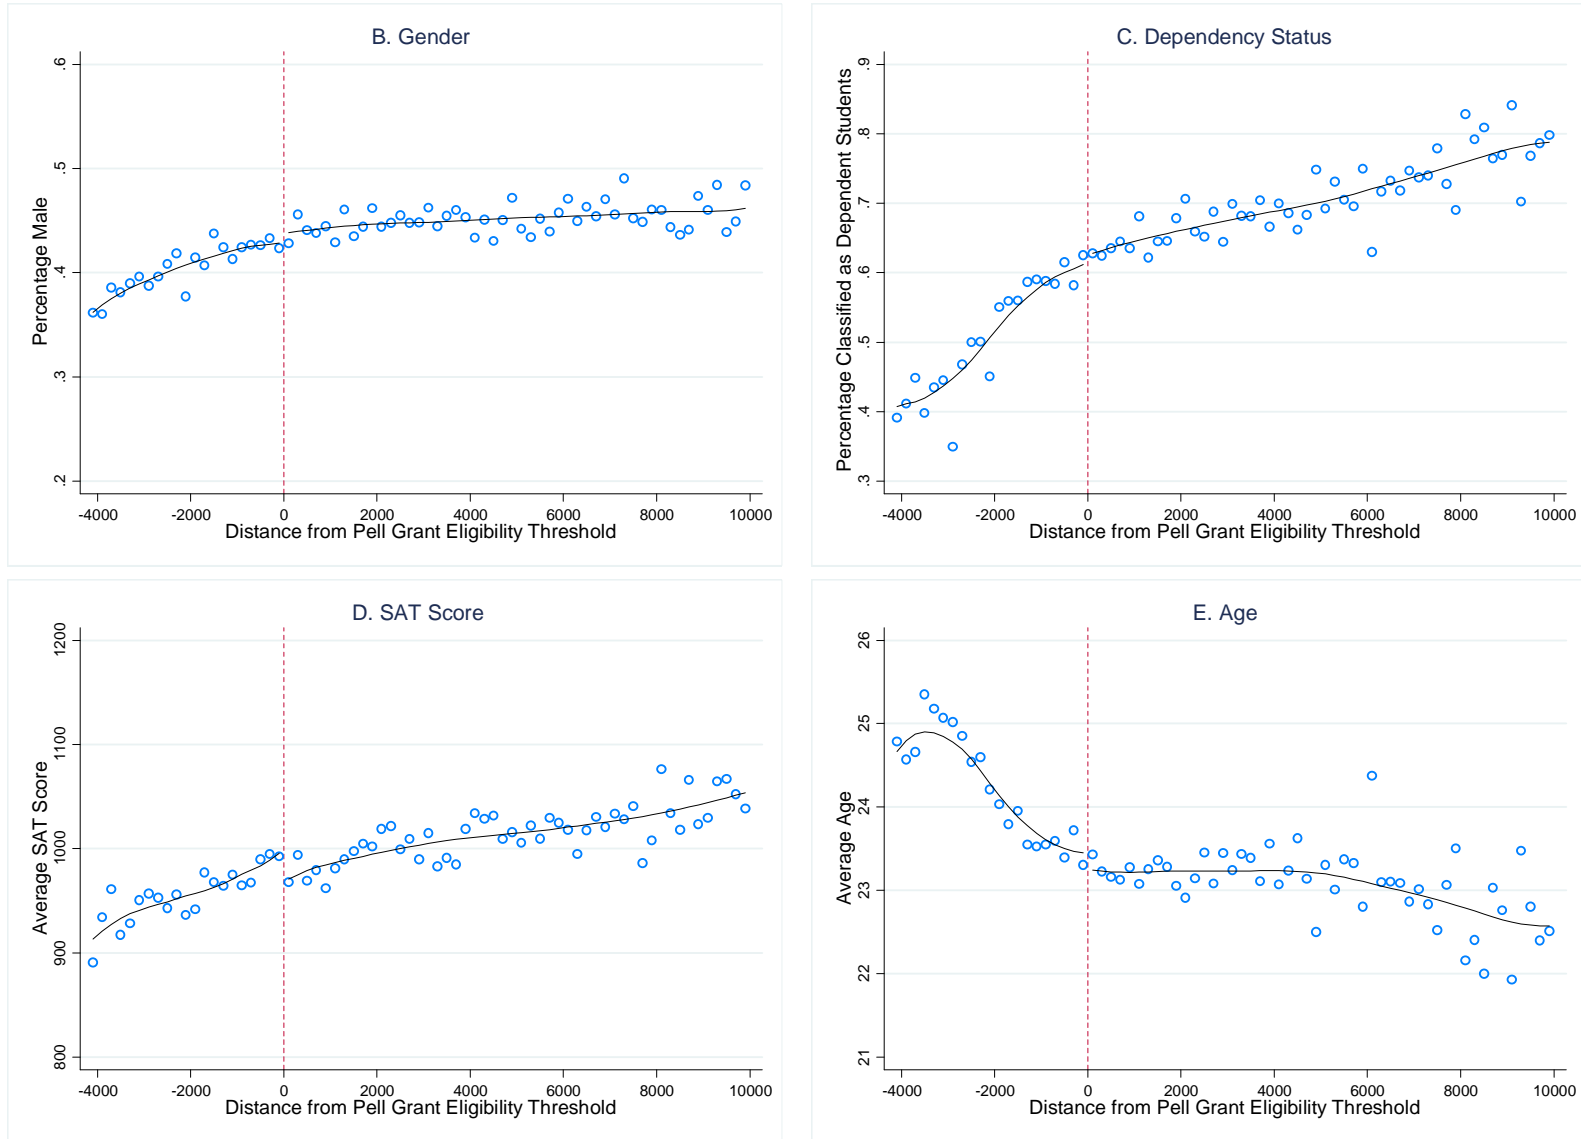 B. Gender
Percentage Male
.6
.5
.4
.3
.2
-4000 -2000 0 2000 4000 6000 8000 10000
Distance from Pell Grant Eligibility Threshold
C. Dependency Status
Percentage Classified as Dependent Students
.9
.8
.7
.6
.5
.4
.3
-4000 -2000 0 2000 4000 6000 8000 10000
Distance from Pell Grant Eligibility Threshold
D. SAT Score
Average SAT Score
1200
1100
1000
900
800
-4000 -2000 0 2000 4000 6000 8000 10000
Distance from Pell Grant Eligibility Threshold
E. Age
Average Age
26
25
24
23
22
21
-4000 -2000 0 2000 4000 6000 8000 10000
Distance from Pell Grant Eligibility Threshold